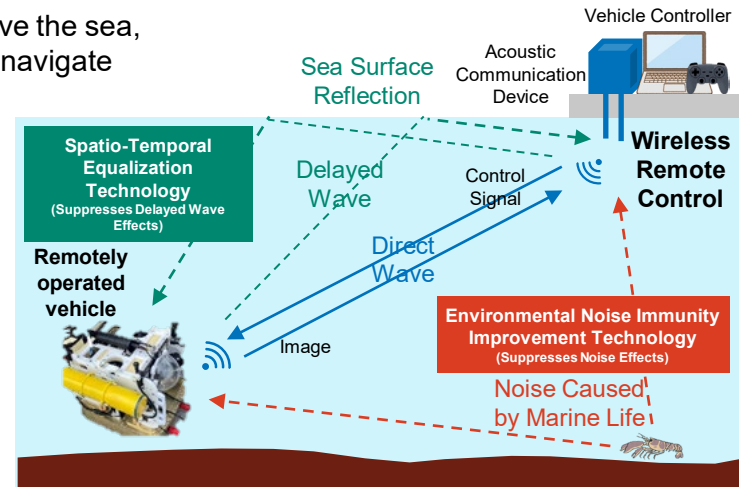 ve the sea,
navigate
Vehicle Controller
Acoustic
Communication
Device
Sea Surface
Reflection
Spatio-Temporal
Equalization
Technology
(Suppresses Delayed Wave
Effects)
Delayed
Wave
Control
Signal
Wireless
Remote
Control
Direct
Wave
Remotely
operated
vehicle
Image
Environmental Noise Immunity
Improvement Technology
(Suppresses Noise Effects)
Noise Caused
by Marine Life